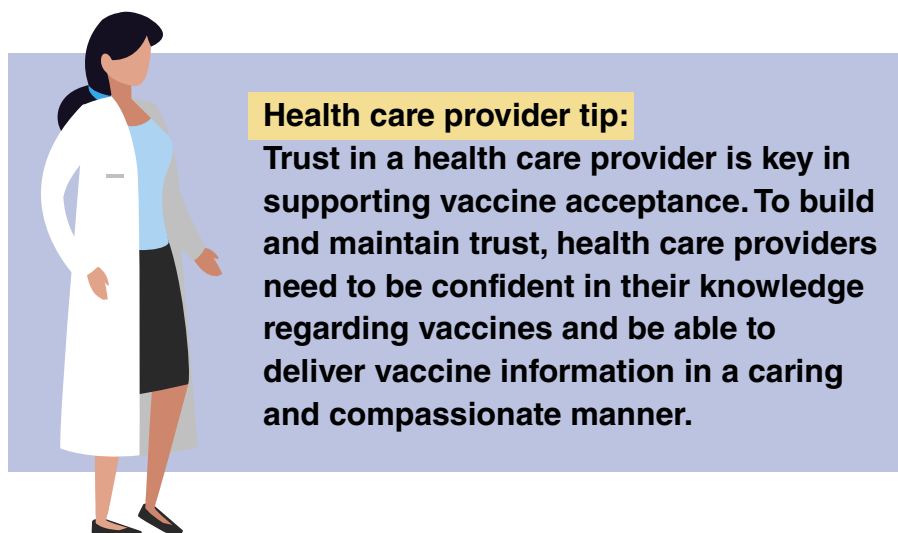 Health care provider tip:
Trust in a health care provider is key in
supporting vaccine acceptance. To build
and maintain trust, health care providers
need to be confident in their knowledge
regarding vaccines and be able to
deliver vaccine information in a caring
and compassionate manner.